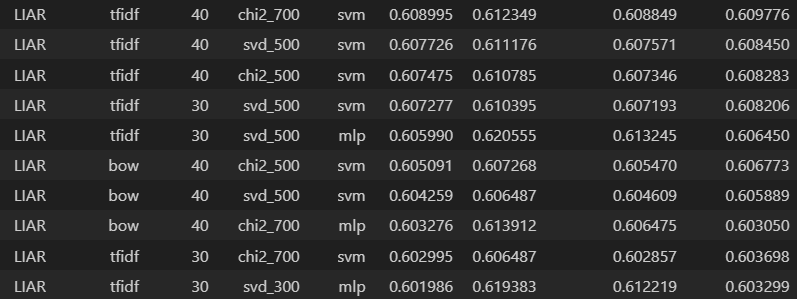 LIAR tfidf 40 chi2_700 svm 0.608995 0.612349 0.608849 0.609776
LIAR tfidf 40 svd_500 svm 0.607726 0.611176 0.607571 0.608450
LIAR tfidf 40 chi2_500 svm 0.607475 0.610785 0.607346 0.608283
LIAR tfidf 30 svd_500 svm 0.607277 0.610395 0.607193 0.608206
LIAR tfidf 30 svd_500 mlp 0.605990 0.620555 0.613245 0.606450
LIAR bow 40 chi2_500 svm 0.605091 0.607268 0.605470 0.606773
LIAR bow 40 svd_500 svm 0.604259 0.606487 0.604609 0.605889
LIAR bow 40 chi2_700 mlp 0.603276 0.613912 0.606475 0.603050
LIAR tfidf 30 chi2_700 svm 0.602995 0.606487 0.602857 0.603698
LIAR tfidf 30 svd_300 mlp 0.601986 0.619383 0.612219 0.603299